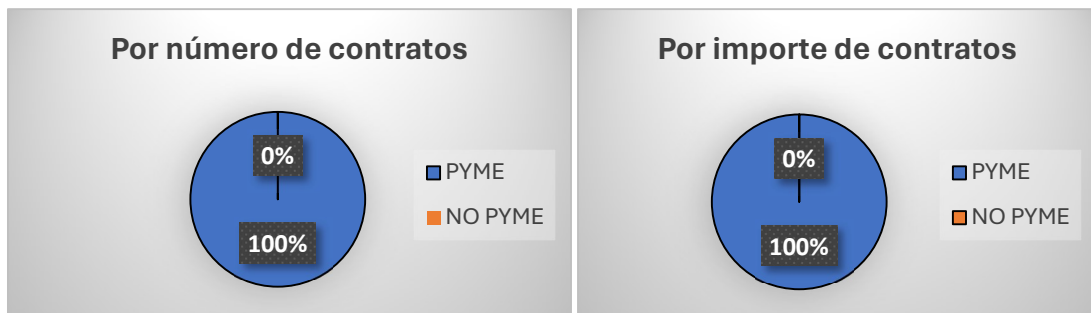 Por número de contratos
0%
100%
PYME
NO PYME
Por importe de contratos
0%
100%
PYME
NO PYME